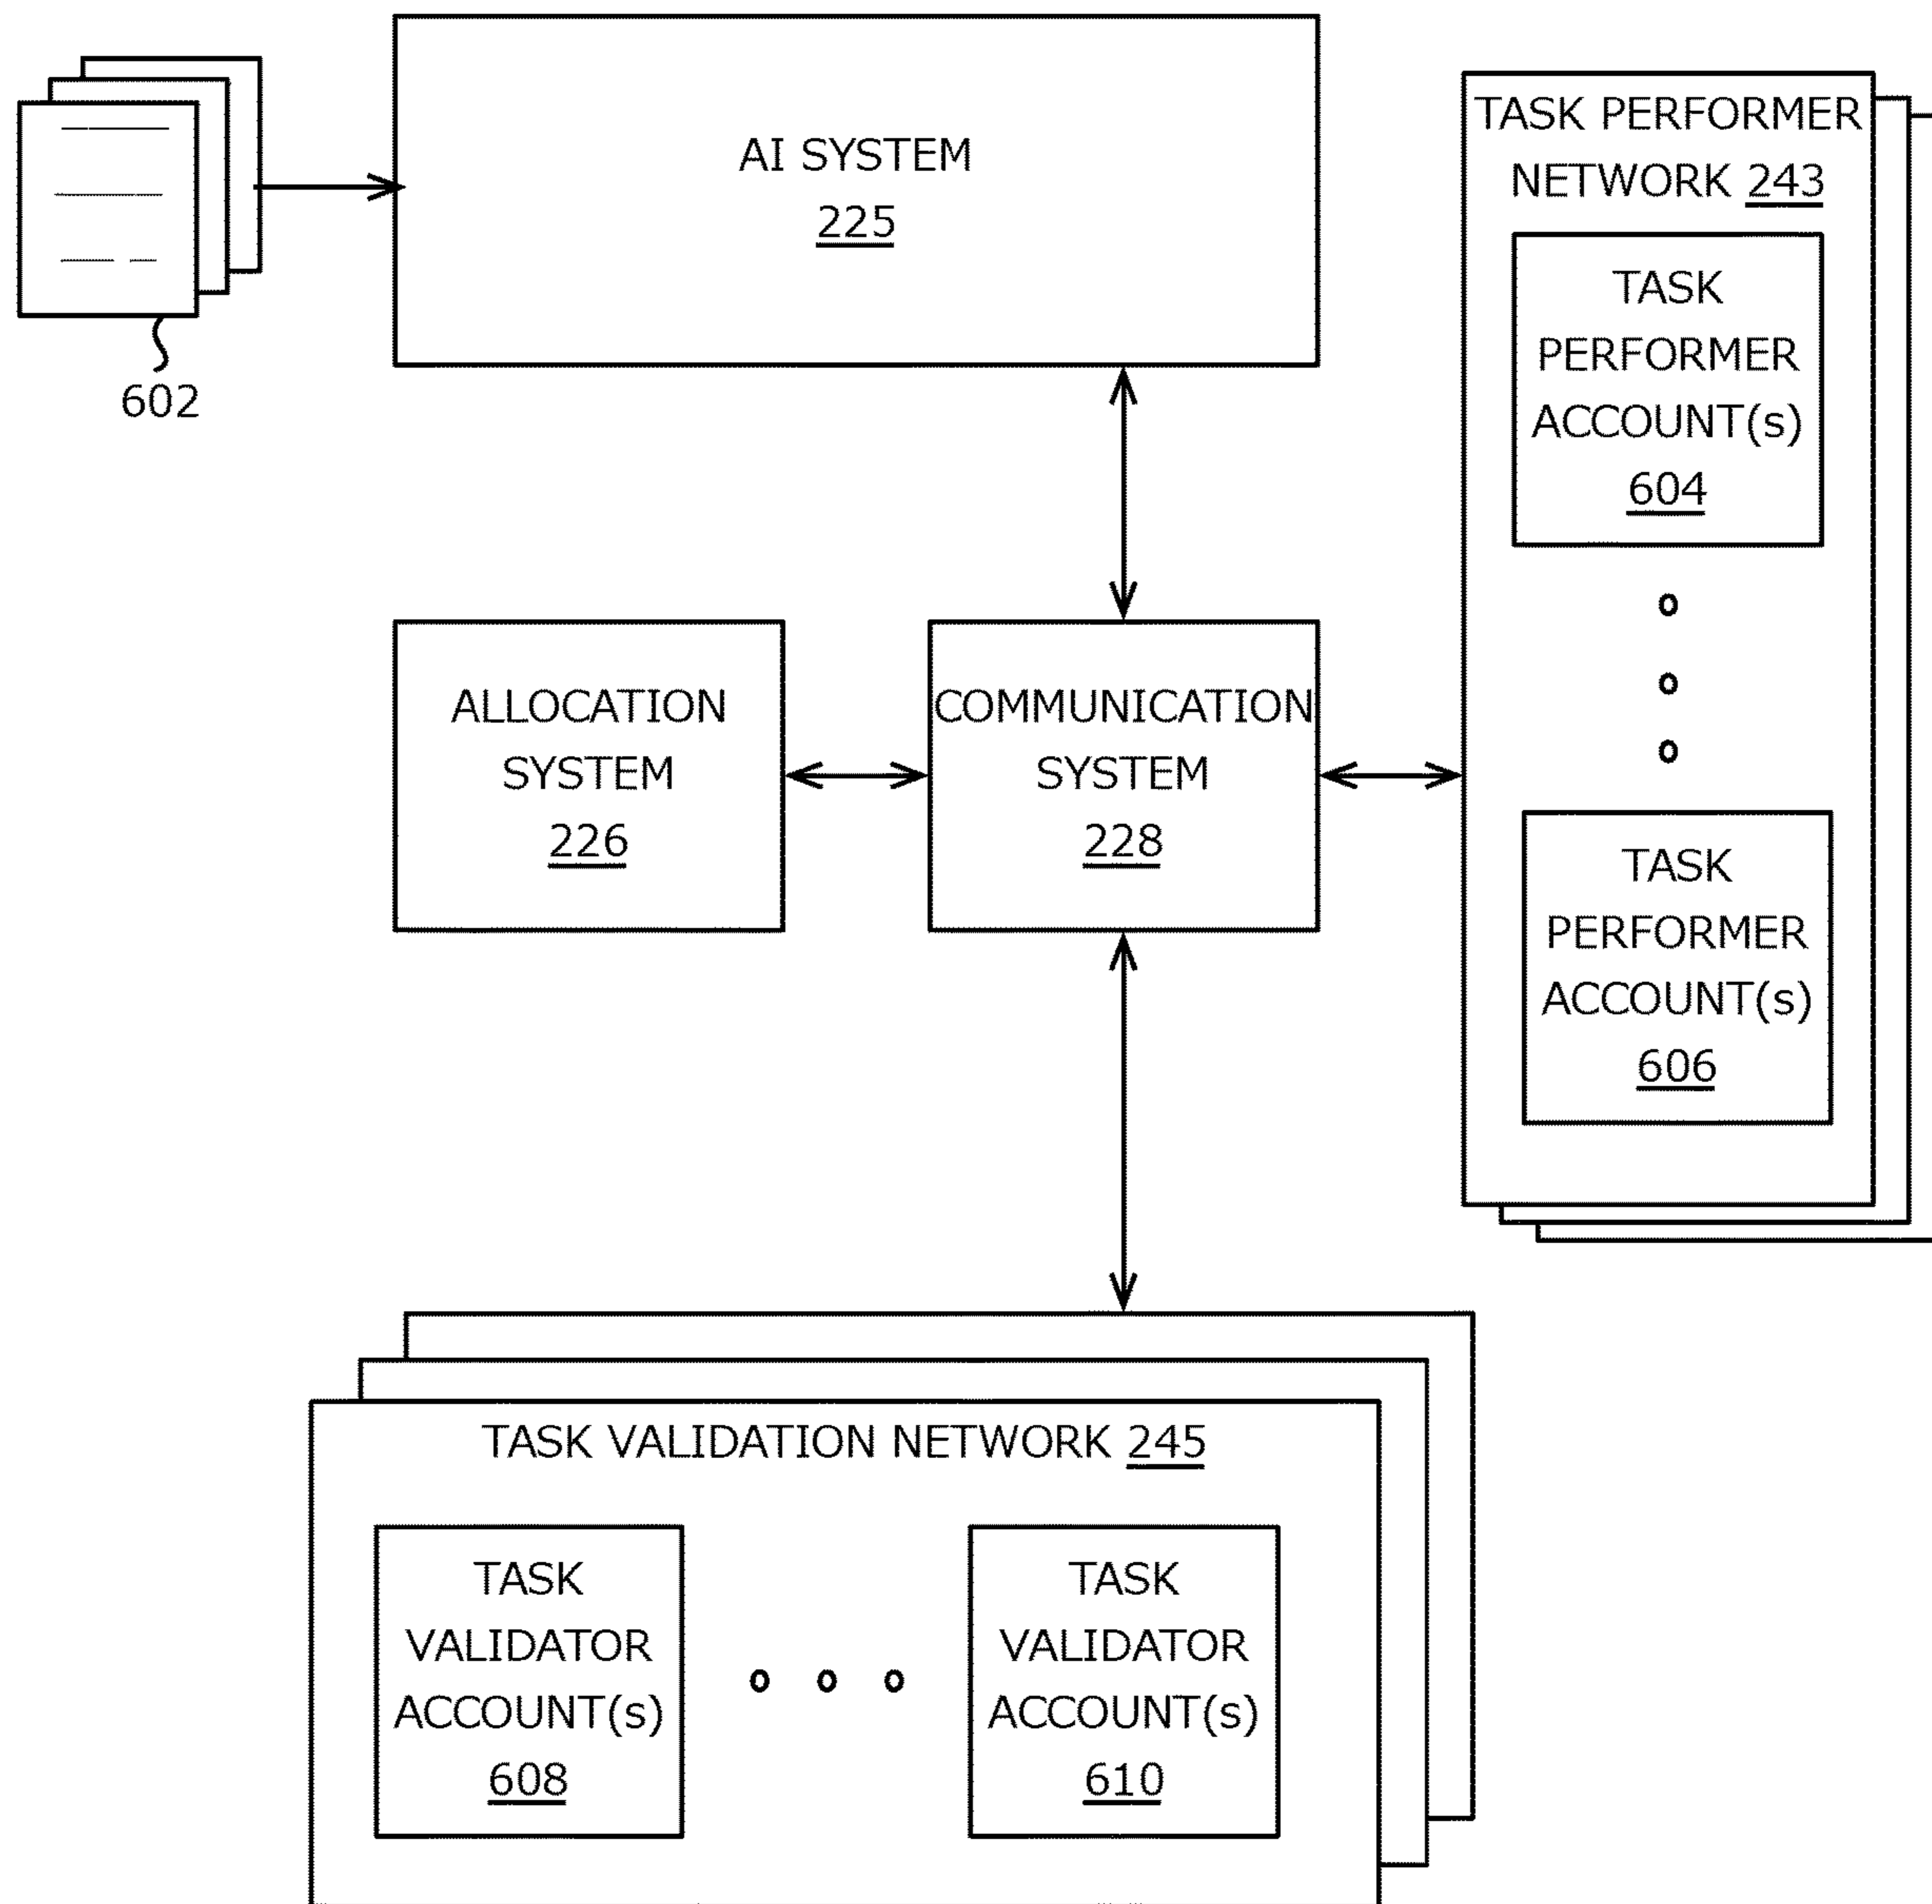 AI SYSTEM
225
602
TASK PERFORMER
NETWORK 243
TASK
PERFORMER
ACCOUNT(s)
604
ALLOCATION
SYSTEM
226
COMMUNICATION
SYSTEM
228
TASK
PERFORMER
ACCOUNT(s)
606
TASK VALIDATION NETWORK 245
TASK
VALIDATOR
ACCOUNT(s)
608
TASK
VALIDATOR
ACCOUNT(s)
610